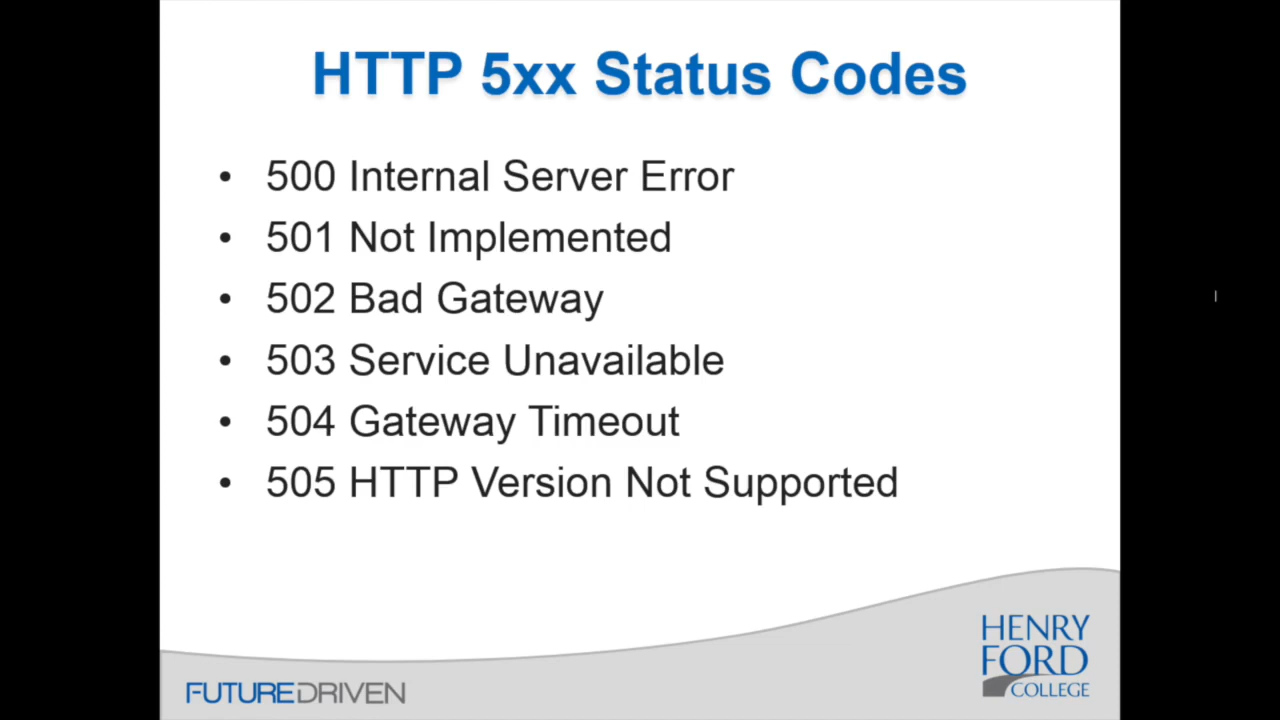 HTTP 5xx Status Codes
• 500 Internal Server Error
• 501 Not Implemented
• 502 Bad Gateway
• 503 Service Unavailable
• 504 Gateway Timeout
• 505 HTTP Version Not Supported
FUTUREDRIVEN
HENRY
FORD
COLLEGE